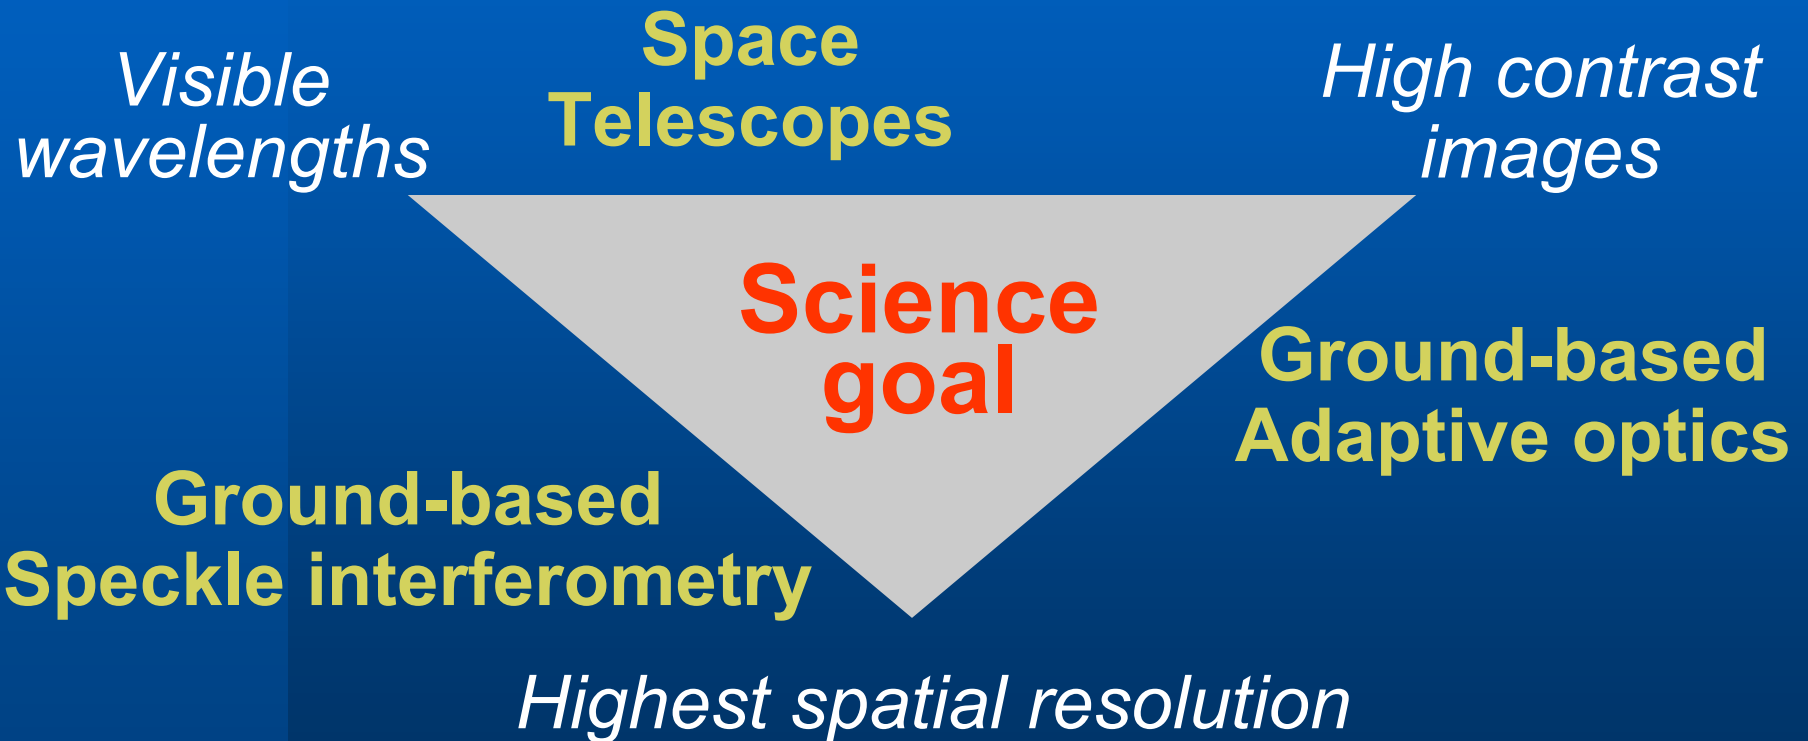 Visible
wavelengths
Space
Telescopes
High contrast
images
Science
goal
Ground-based
Adaptive optics
Ground-based
Speckle interferometry
Highest spatial resolution